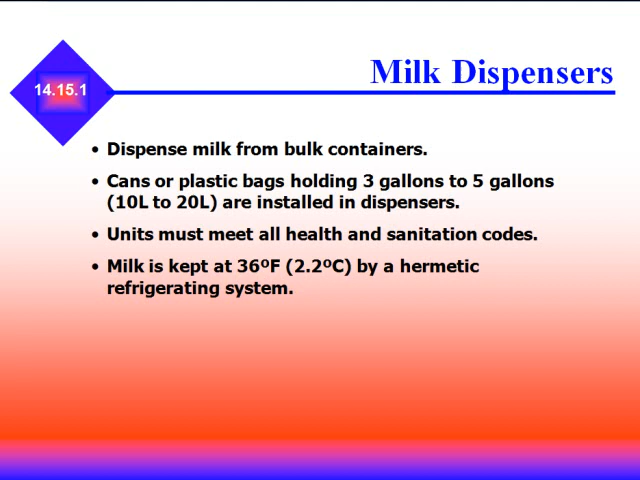 Milk Dispensers
14.15.1
• Dispense milk from bulk containers.
• Cans or plastic bags holding 3 gallons to 5 gallons
(10L to 20L) are installed in dispensers.
• Units must meet all health and sanitation codes.
• Milk is kept at 36ºF (2.2ºC) by a hermetic
refrigerating system.